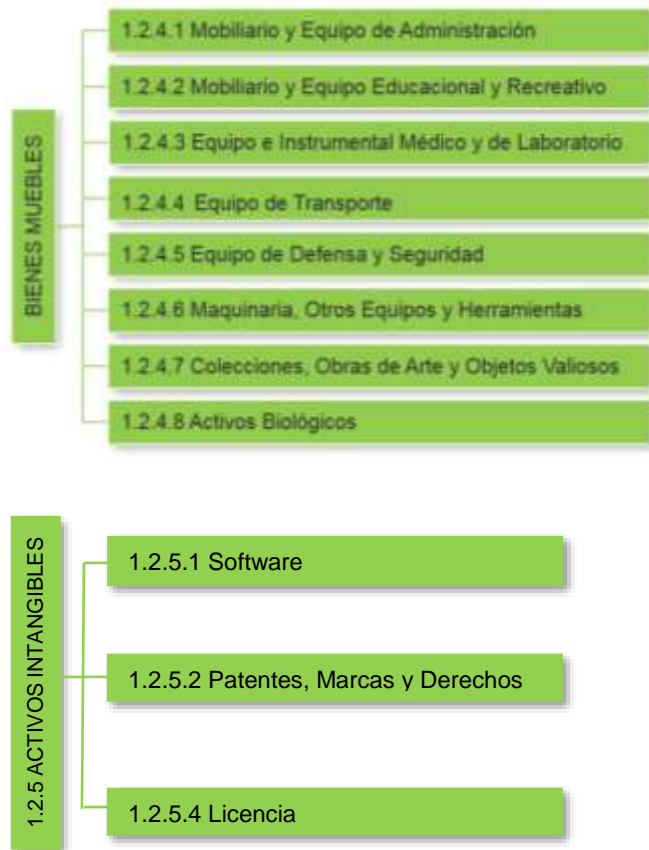 BIENES MUEBLES
1.2.4.1 Mobiliario y Equipo de Administración
1.2.4.2 Mobiliario y Equipo Educacional y Recreativo
1.2.4.3 Equipo e Instrumental Médico y de Laboratorio
1.2.4.4 Equipo de Transporte
1.2.4.5 Equipo de Defensa y Seguridad
1.2.4.6 Maquinaria, Otros Equipos y Herramientas
1.2.4.7 Colecciones, Obras de Arte y Objetos Valiosos
1.2.4.8 Activos Biológicos
1.2.5 ACTIVOS INTANGIBLES
1.2.5.1 Software
1.2.5.2 Patentes, Marcas y Derechos
1.2.5.4 Licencia